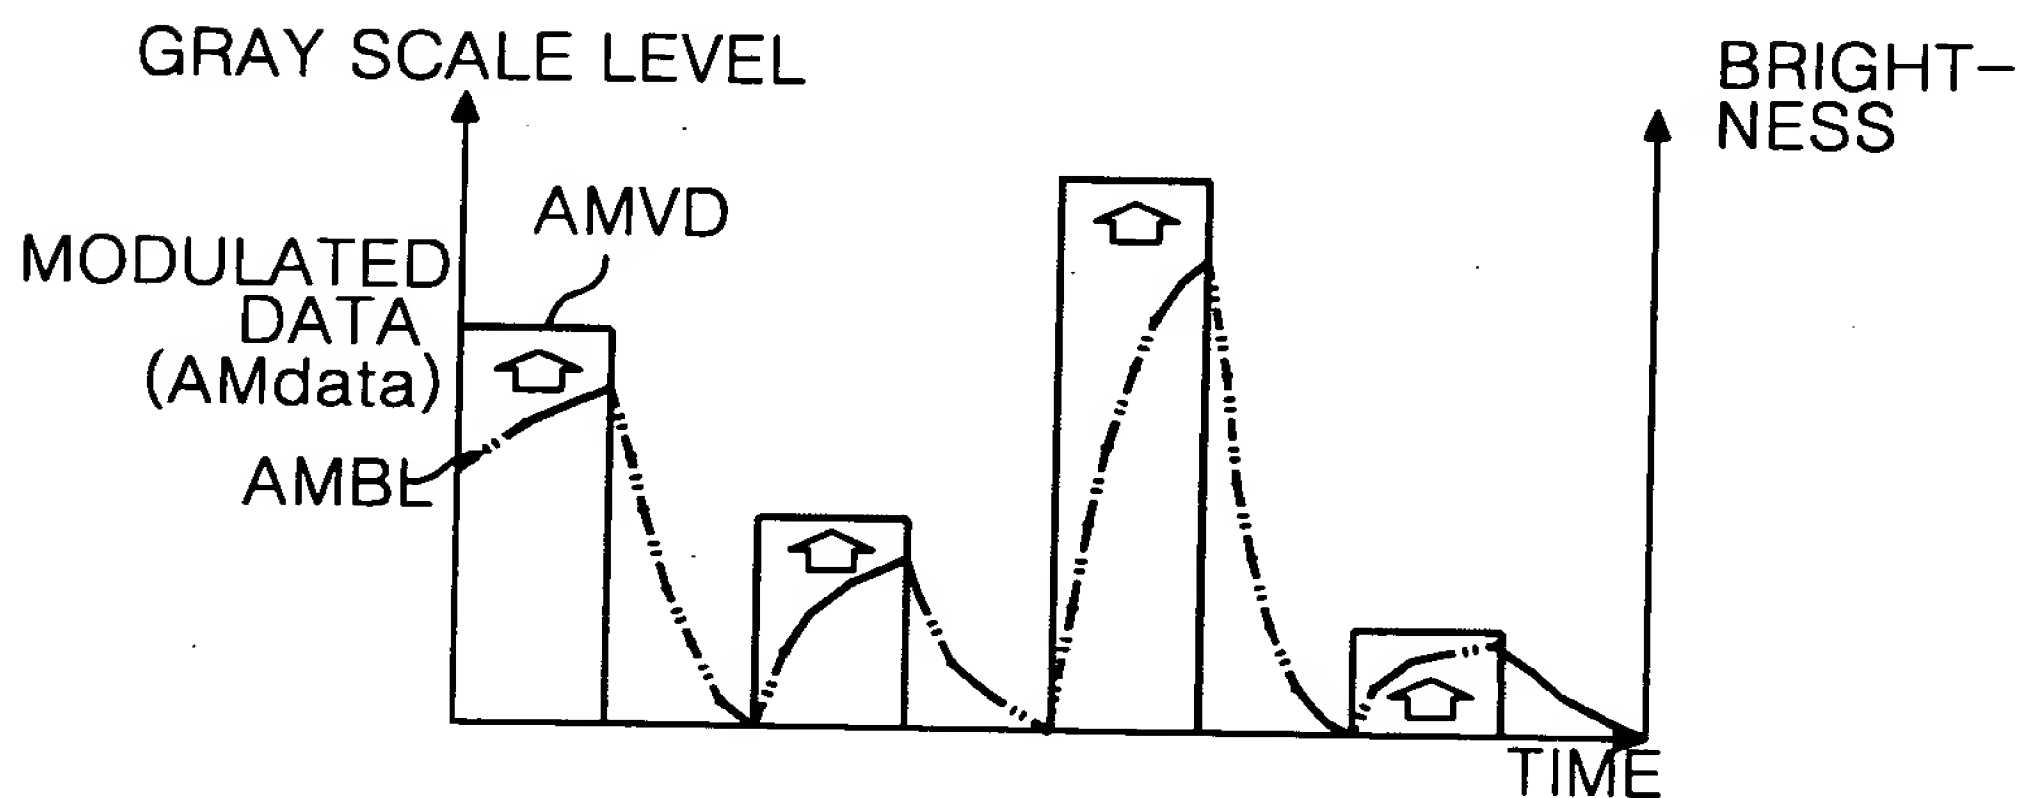 GRAY SCALE LEVEL
BRIGHT-
NESS
AMVD
MODULATED
DATA
(AMdata)
AMBL
TIME